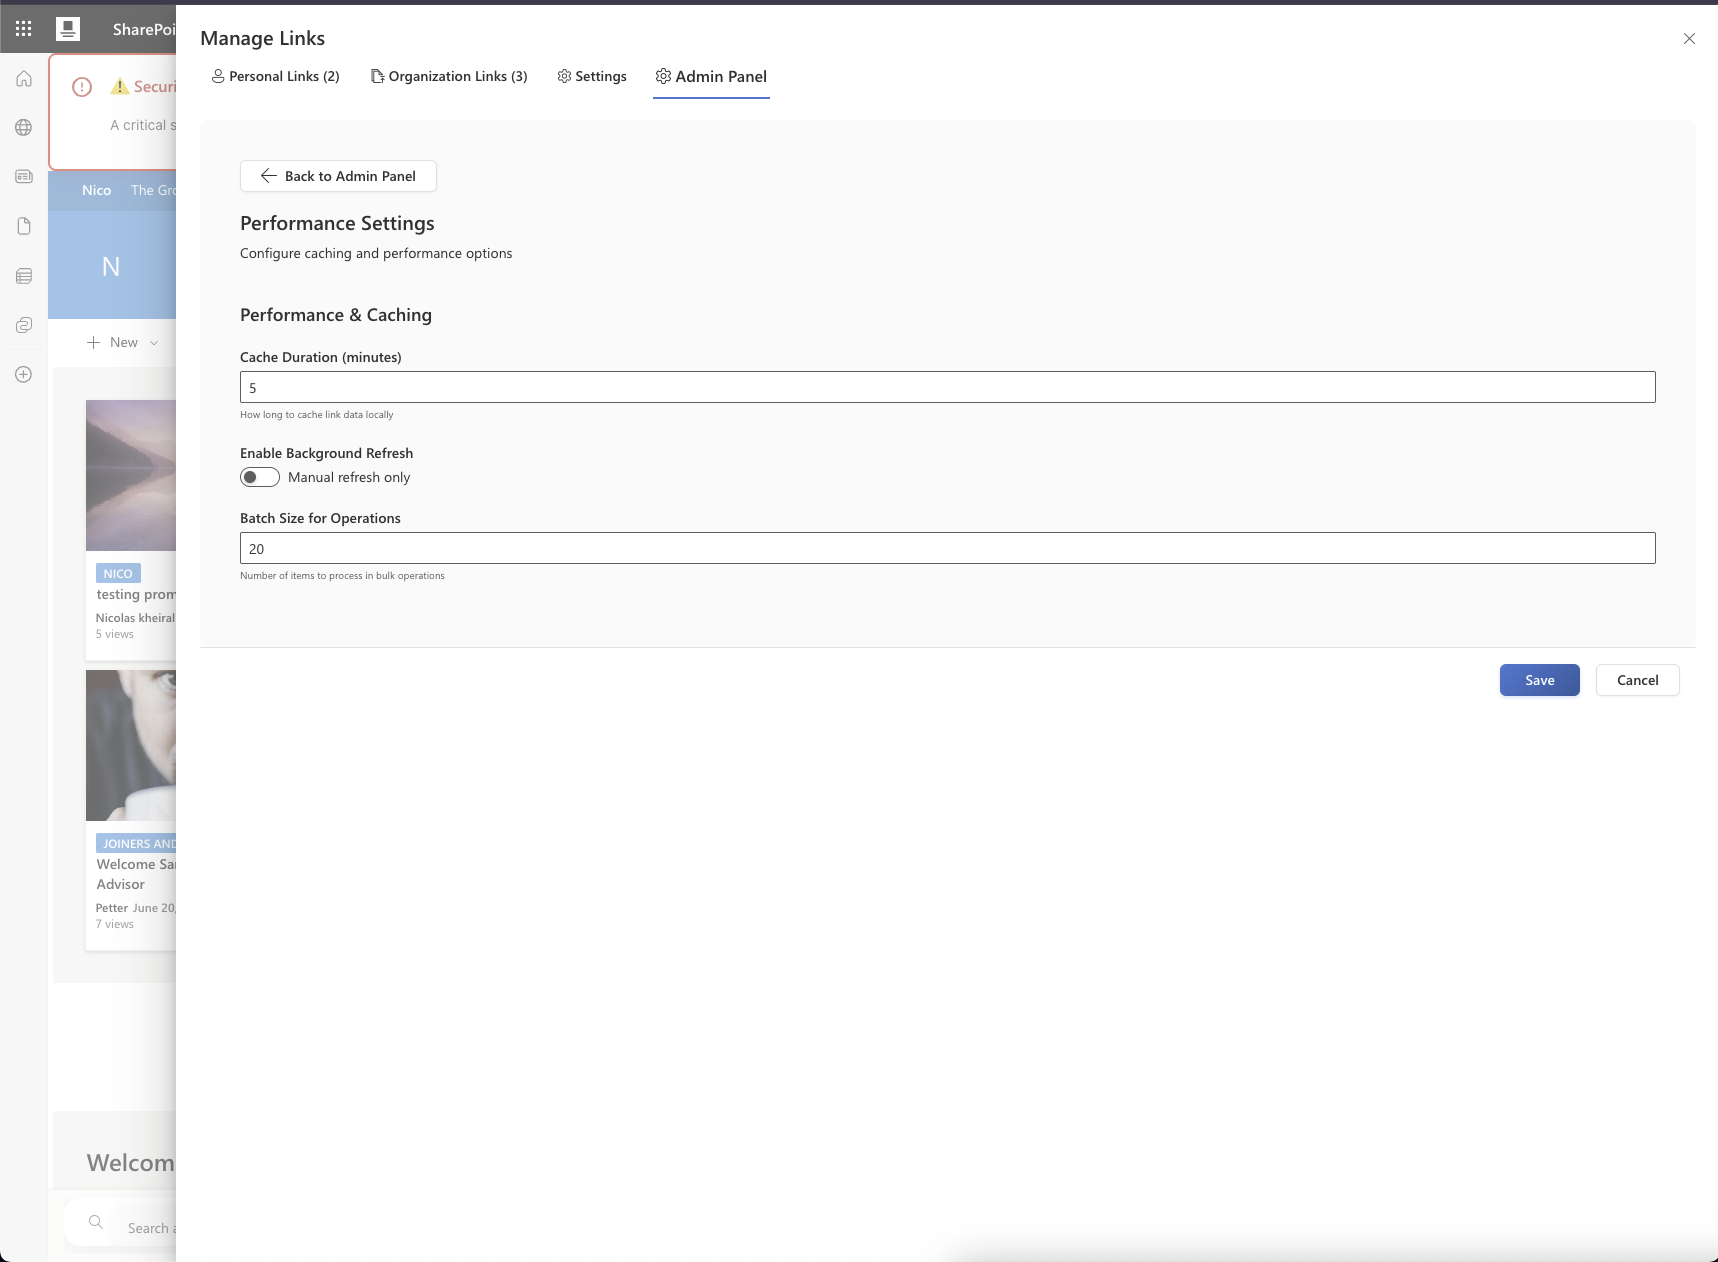 SharePoi
Manage Links
Personal Links (2)
Organization Links (3)
Settings
Admin Panel
Securi
A critical s
Nico
The Gro
N
New
NICO
testing prom
Nicolas kheiral
5 views
JOINERS AND
Welcome Sar
Advisor
Petter June 20,
7 views
Welcom
Search a
Back to Admin Panel
Performance Settings
Configure caching and performance options
Performance & Caching
Cache Duration (minutes)
5
How long to cache link data locally
Enable Background Refresh
Manual refresh only
Batch Size for Operations
20
Number of items to process in bulk operations
Save
Cancel